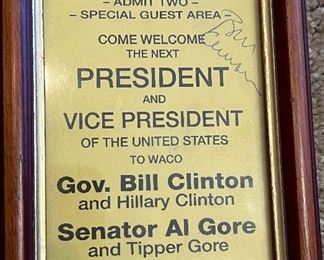 – ADMIT TWO –
– SPECIAL GUEST AREA –
COME WELCOME
THE NEXT
PRESIDENT
AND
VICE PRESIDENT
OF THE UNITED STATES
TO WACO
Gov. Bill Clinton
and Hillary Clinton
Senator Al Gore
and Tipper Gore